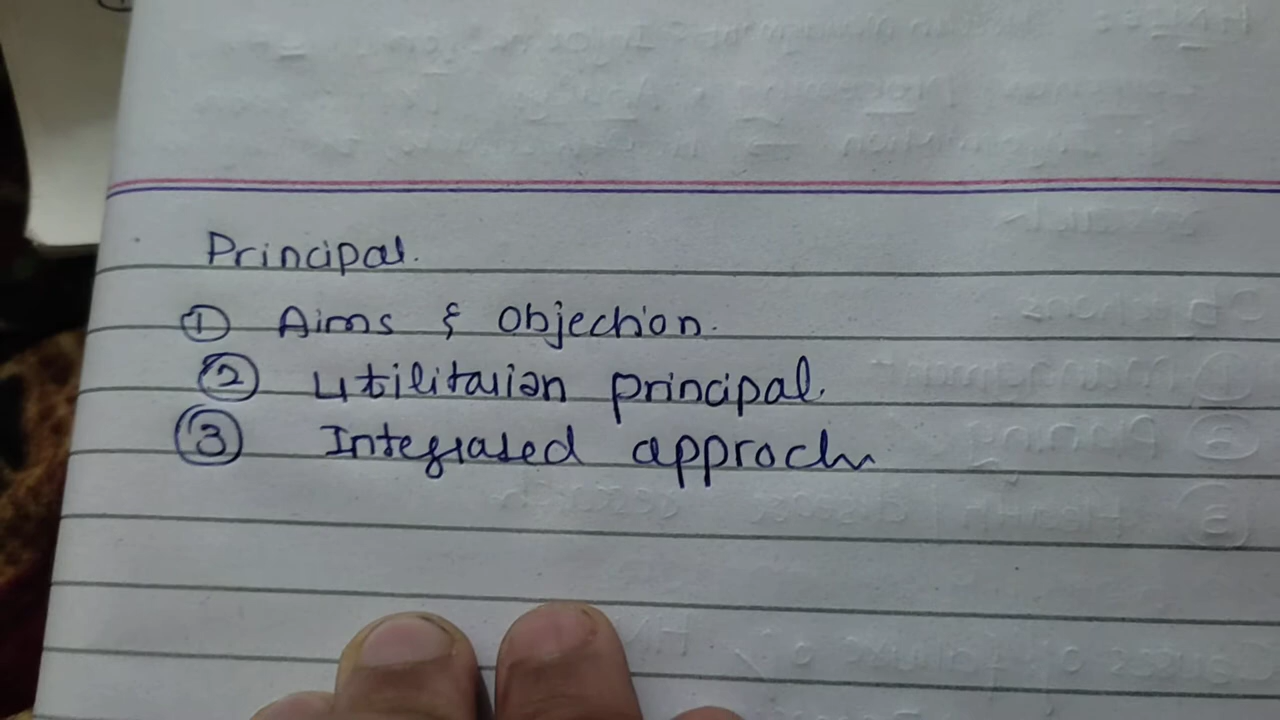 Principal.
① Aims & Objection.
② Utilitarian principal.
③ Integrated approch